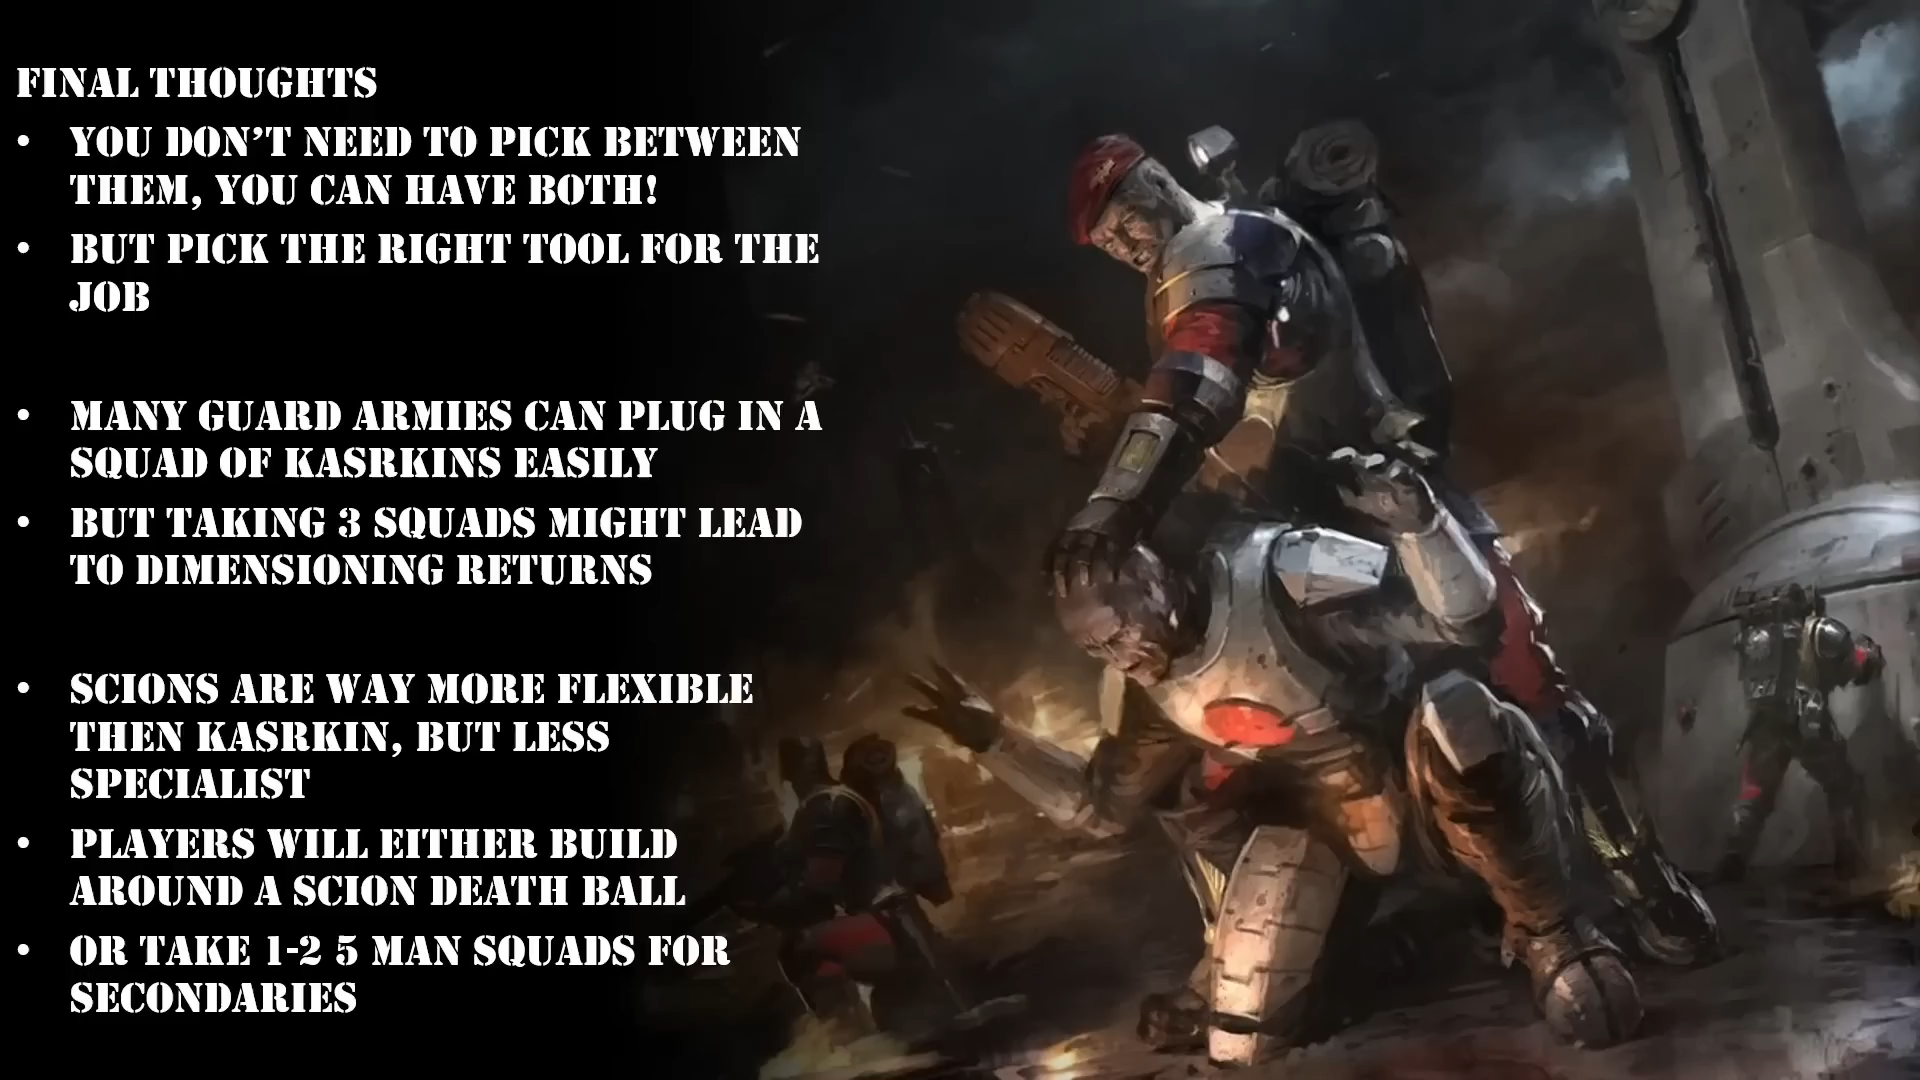 FINAL THOUGHTS
• YOU DON'T NEED TO PICK BETWEEN
THEM, YOU CAN HAVE BOTH!
• BUT PICK THE RIGHT TOOL FOR THE
JOB
• MANY GUARD ARMIES CAN PLUG IN A
SQUAD OF KASRKINS EASILY
• BUT TAKING 3 SQUADS MIGHT LEAD
TO DIMENSIONING RETURNS
• SCIONS ARE WAY MORE FLEXIBLE
THEN KASRKIN, BUT LESS
SPECIALIST
• PLAYERS WILL EITHER BUILD
AROUND A SCION DEATH BALL
• OR TAKE 1-2 5 MAN SQUADS FOR
SECONDARIES